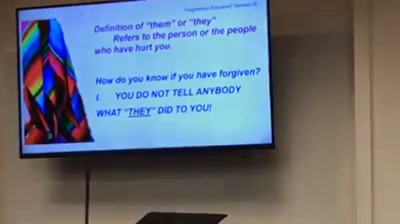 Definition of "them" or "they"
Refers to the person or the people
who have hurt you.
How do you know if you have forgiven?
I. YOU DO NOT TELL ANYBODY
WHAT "THEY" DID TO YOU!